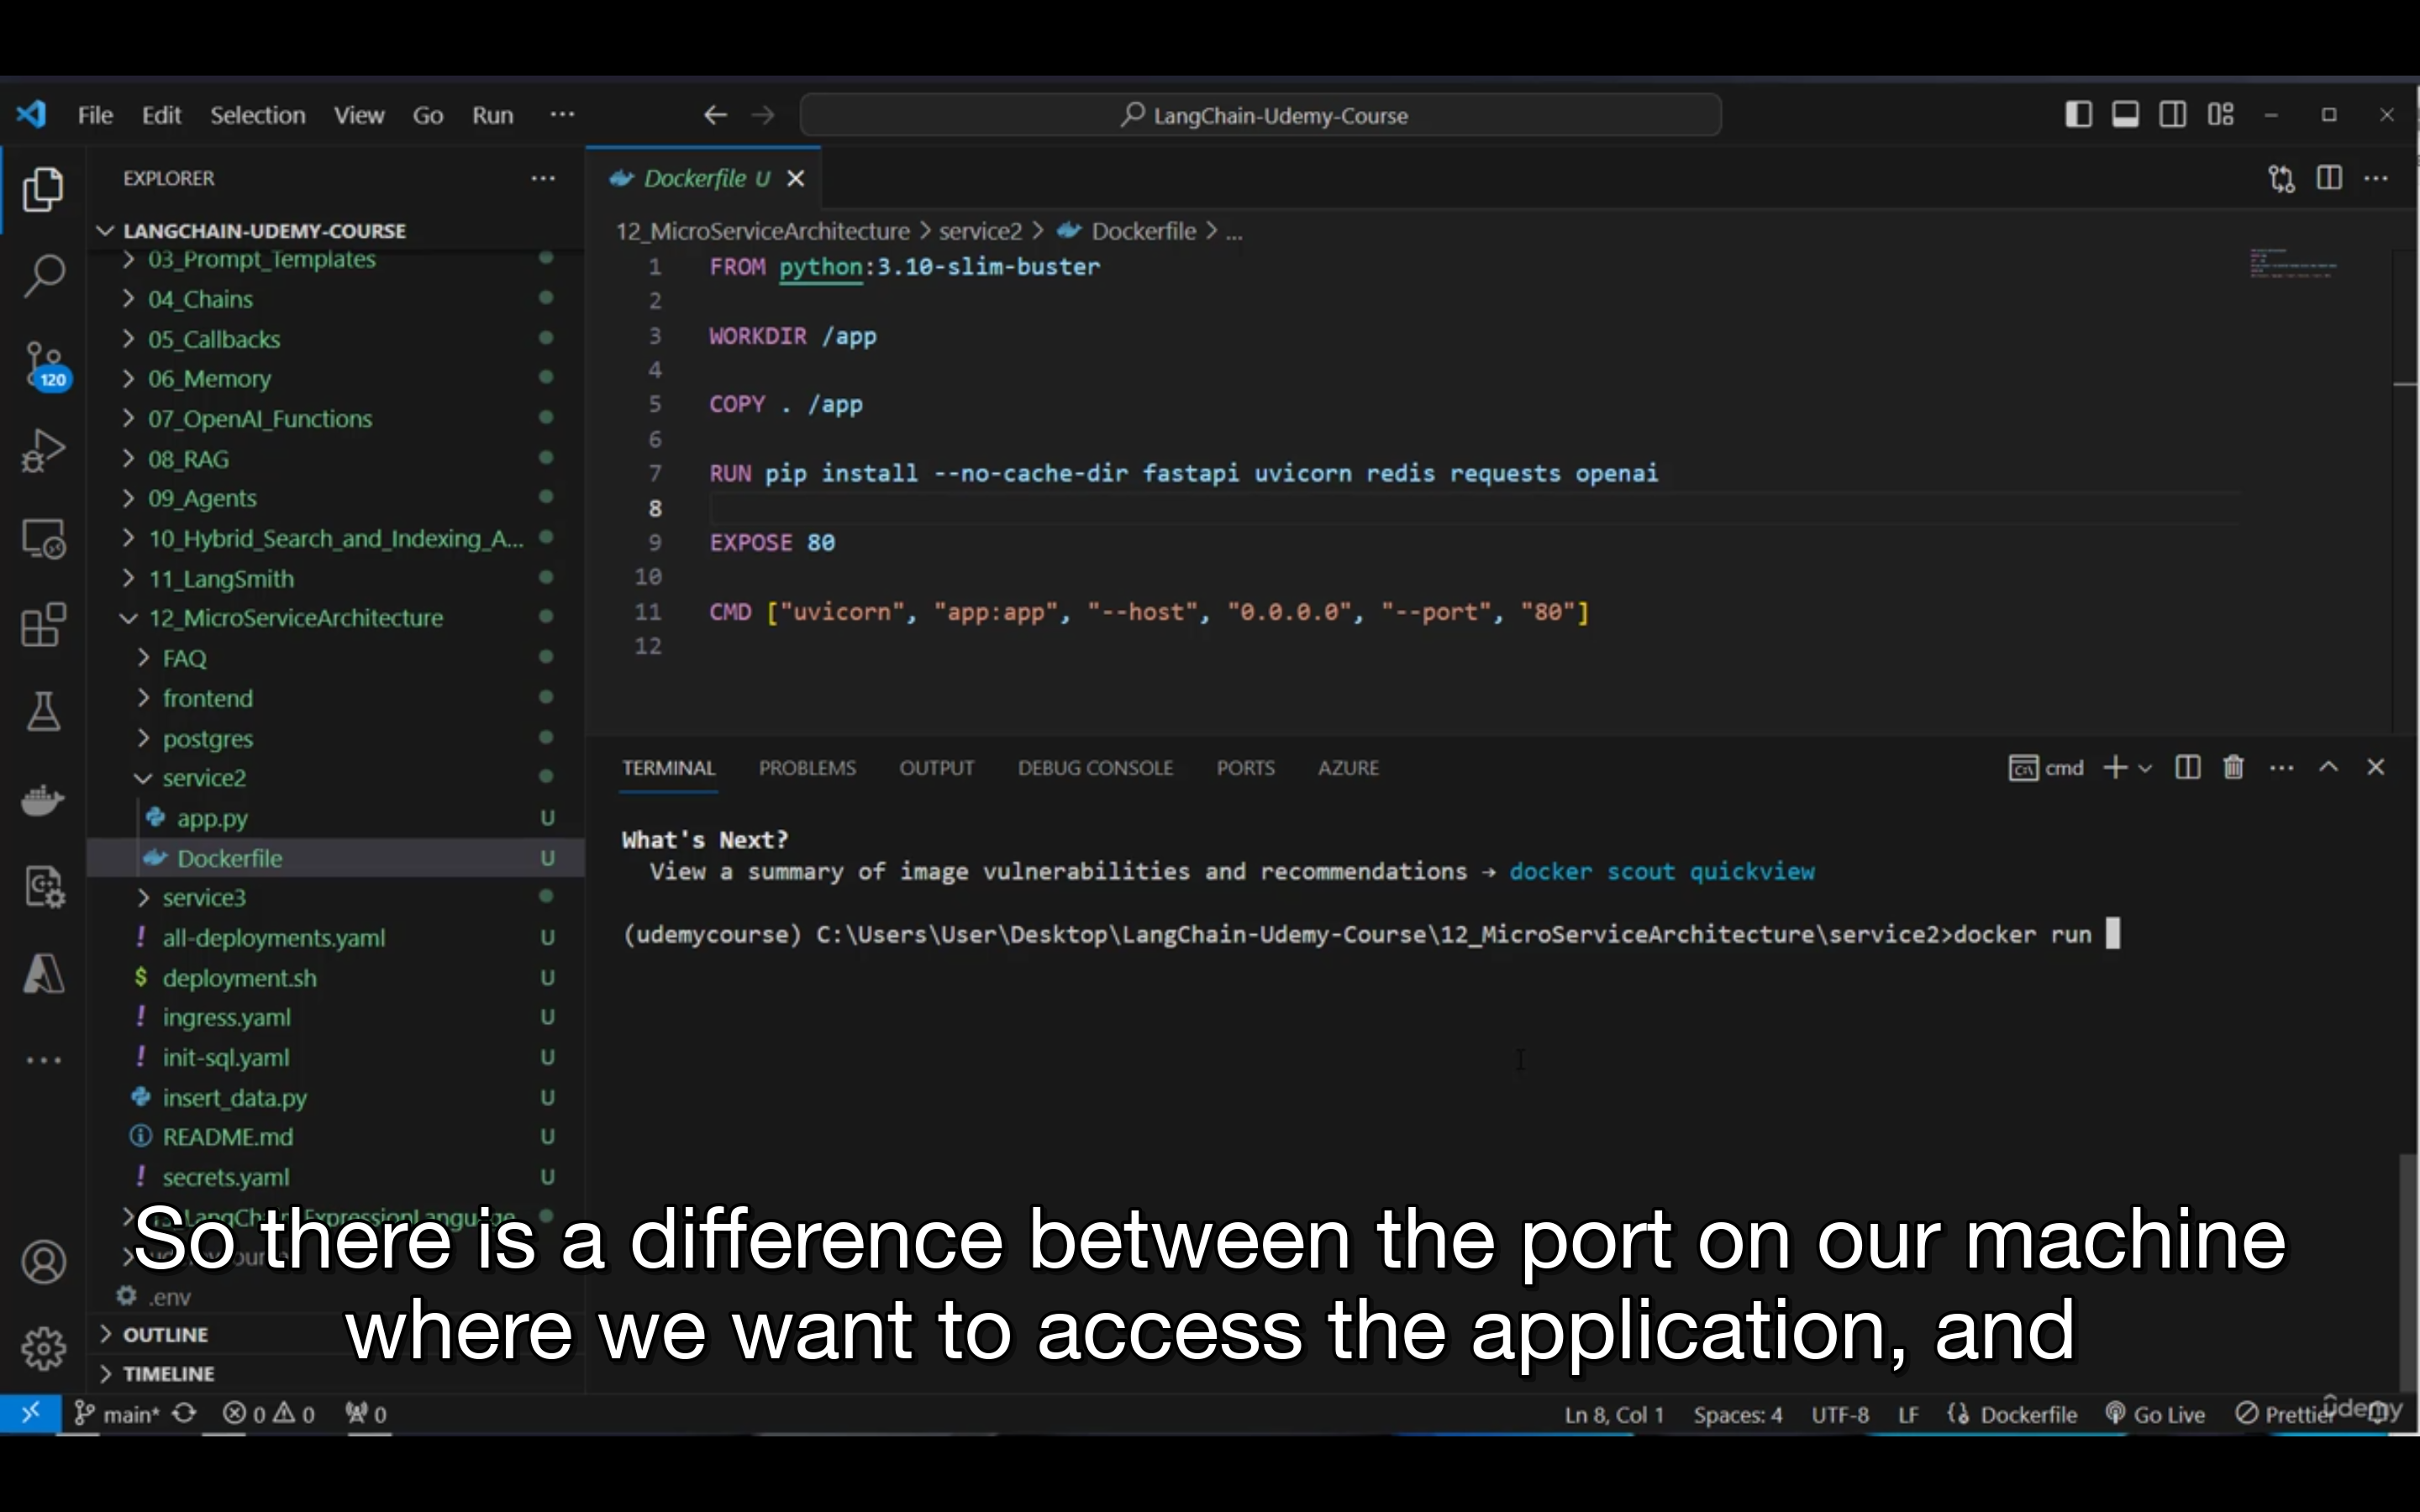 File Edit Selection View Go Run ...
LangChain-Udemy-Course
EXPLORER
LANGCHAIN-UDEMY-COURSE
03_Prompt_Templates
04_Chains
05_Callbacks
06_Memory
07_OpenAI_Functions
08_RAG
09_Agents
10_Hybrid_Search_and_Indexing_A...
11_LangSmith
12_MicroServiceArchitecture
FAQ
frontend
postgres
service2
app.py U
Dockerfile U
service3
all-deployments.yaml U
deployment.sh U
ingress.yaml U
init-sql.yaml U
insert_data.py U
README.md U
secrets.yaml U
.env
OUTLINE
TIMELINE
120
Dockerfile U
12_MicroServiceArchitecture > service2 > Dockerfile > ...
1 FROM python:3.10-slim-buster
2
3 WORKDIR /app
4
5 COPY . /app
6
7 RUN pip install --no-cache-dir fastapi uvicorn redis requests openai
8
9 EXPOSE 80
10
11 CMD ["uvicorn", "app:app", "--host", "0.0.0.0", "--port", "80"]
12
TERMINAL PROBLEMS OUTPUT DEBUG CONSOLE PORTS AZURE
cmd
What's Next?
View a summary of image vulnerabilities and recommendations → docker scout quickview
(udemycourse) C:\Users\User\Desktop\LangChain-Udemy-Course\12_MicroServiceArchitecture\service2>docker run
So there is a difference between the port on our machine
where we want to access the application, and
main* 0 0 0
Ln 8, Col 1 Spaces: 4 UTF-8 LF Dockerfile Go Live Prettier
ûdemy